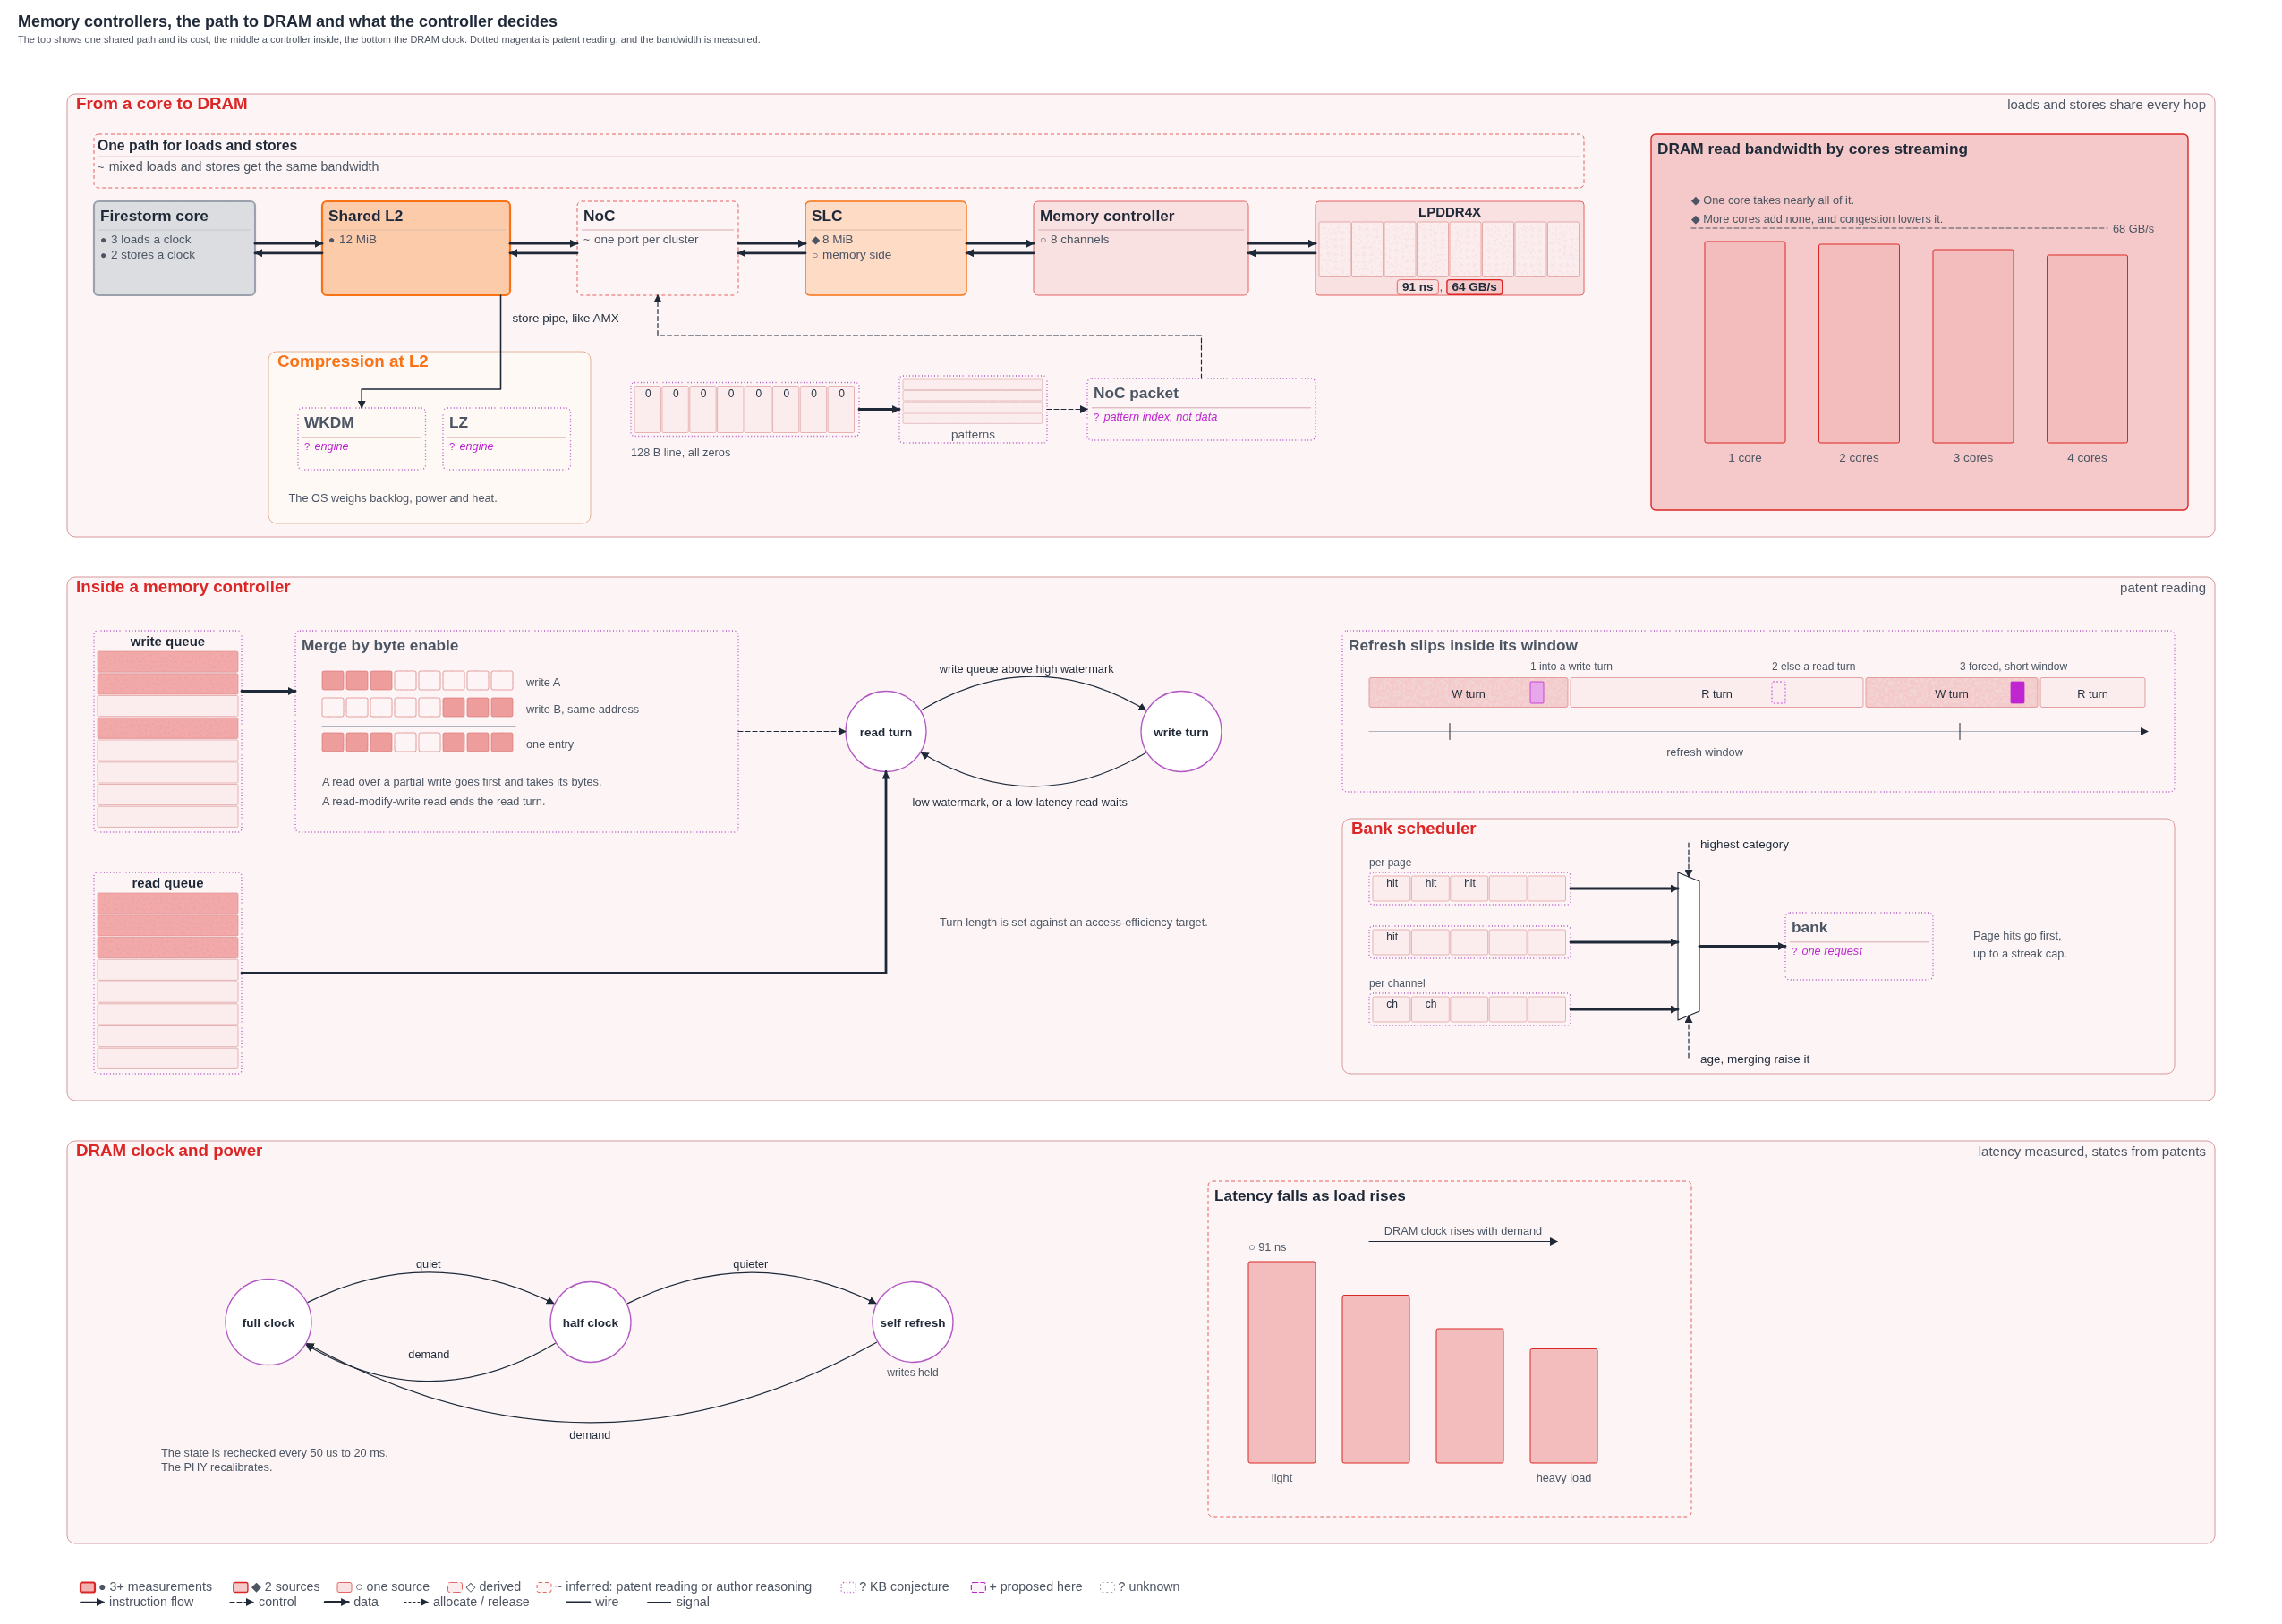 Memory controllers, the path to DRAM and what the controller decides
The top shows one shared path and its cost, the middle a controller inside, the bottom the DRAM clock. Dotted magenta is patent reading, and the bandwidth is measured.
From a core to DRAM
loads and stores share every hop
One path for loads and stores
~ mixed loads and stores get the same bandwidth
Firestorm core
● 3 loads a clock
● 2 stores a clock
Shared L2
● 12 MiB
NoC
~ one port per cluster
SLC
◆ 8 MiB
○ memory side
Memory controller
○ 8 channels
LPDDR4X
91 ns, 64 GB/s
DRAM read bandwidth by cores streaming
◆ One core takes nearly all of it.
◆ More cores add none, and congestion lowers it.
68 GB/s
1 core
2 cores
3 cores
4 cores
store pipe, like AMX
Compression at L2
WKDM
? engine
LZ
? engine
The OS weighs backlog, power and heat.
0 0 0 0 0 0 0 0
128 B line, all zeros
patterns
NoC packet
? pattern index, not data
Inside a memory controller
patent reading
write queue
Merge by byte enable
write A
write B, same address
one entry
A read over a partial write goes first and takes its bytes.
A read-modify-write read ends the read turn.
read queue
write queue above high watermark
read turn
write turn
low watermark, or a low-latency read waits
Turn length is set against an access-efficiency target.
Refresh slips inside its window
1 into a write turn
2 else a read turn
3 forced, short window
W turn
R turn
W turn
R turn
refresh window
Bank scheduler
highest category
per page
hit hit hit
hit
per channel
ch ch
bank
? one request
Page hits go first,
up to a streak cap.
age, merging raise it
DRAM clock and power
latency measured, states from patents
quiet
quieter
full clock
half clock
self refresh
demand
writes held
demand
The state is rechecked every 50 us to 20 ms.
The PHY recalibrates.
Latency falls as load rises
DRAM clock rises with demand
○ 91 ns
light
heavy load
● 3+ measurements
◆ 2 sources
○ one source
◇ derived
~ inferred: patent reading or author reasoning
? KB conjecture
+ proposed here
? unknown
instruction flow
control
data
allocate / release
wire
signal